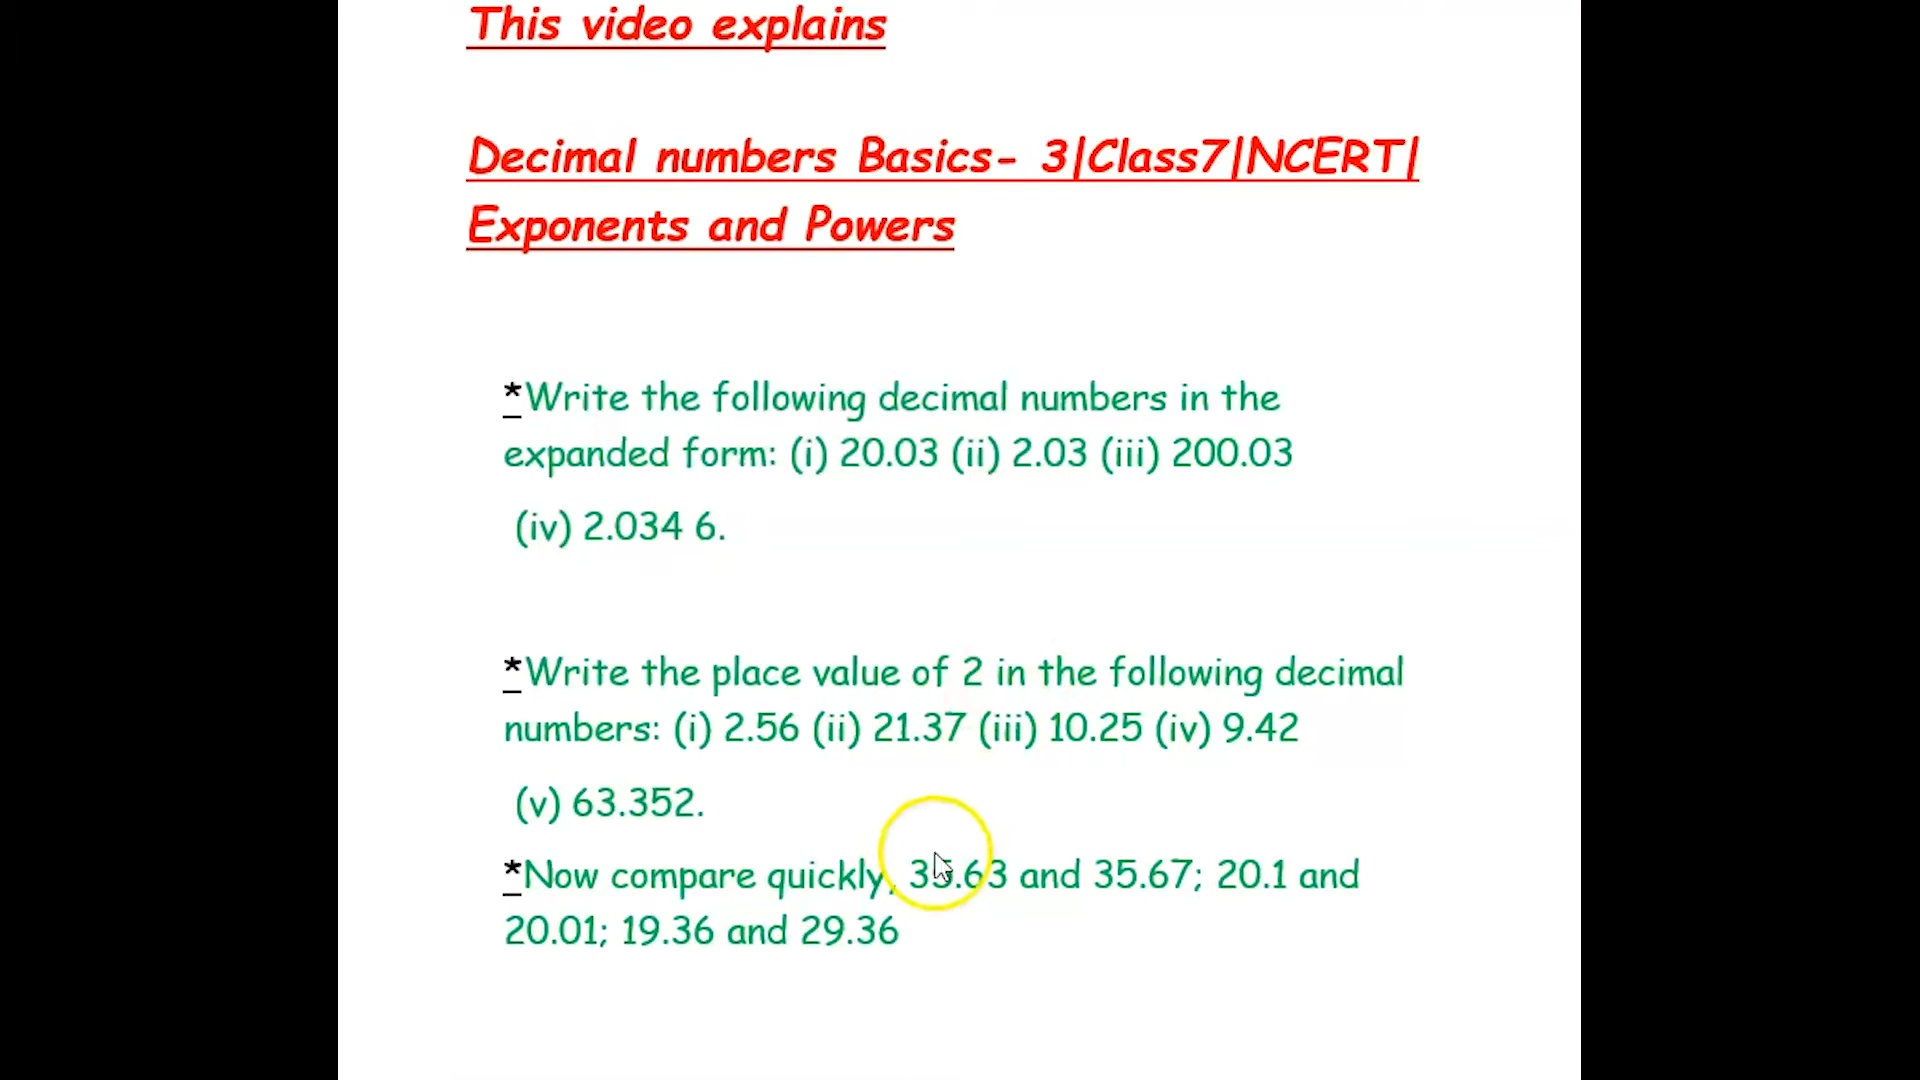 This video explains
Decimal numbers Basics- 3|Class7|NCERT|
Exponents and Powers
*Write the following decimal numbers in the
expanded form: (i) 20.03 (ii) 2.03 (iii) 200.03
(iv) 2.034 6.
*Write the place value of 2 in the following decimal
numbers: (i) 2.56 (ii) 21.37 (iii) 10.25 (iv) 9.42
(v) 63.352.
*Now compare quickly, 35.63 and 35.67; 20.1 and
20.01; 19.36 and 29.36